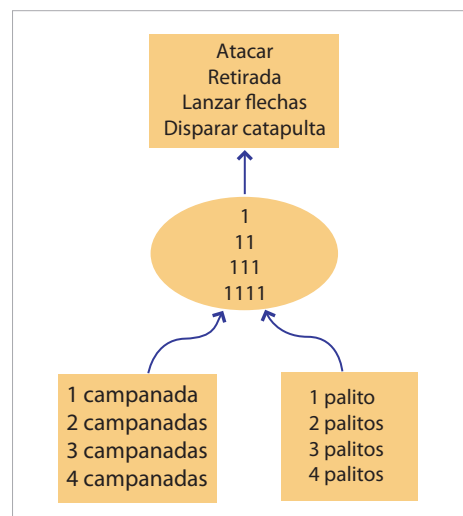 Atacar
Retirada
Lanzar flechas
Disparar catapulta
1
11
111
1111
1 campanada
2 campanadas
3 campanadas
4 campanadas
1 palito
2 palitos
3 palitos
4 palitos